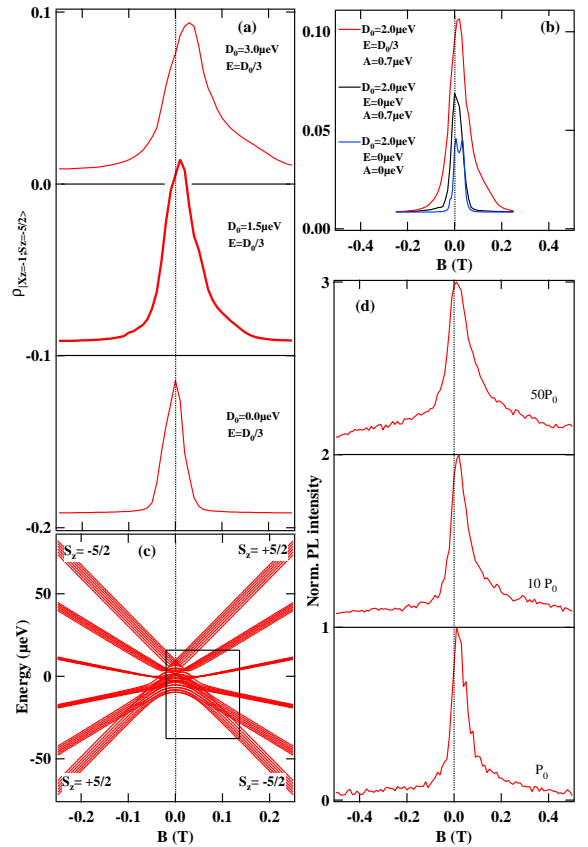 (a)
D₀=3.0µeV
E=D₀/3
D₀=1.5µeV
E=D₀/3
D₀=0.0µeV
E=D₀/3
0.1
0.0
-0.1
-0.2
ρ|Xz=-1;Sz=-5/2>
(b)
D₀=2.0µeV
E=D₀/3
A=0.7µeV
D₀=2.0µeV
E=0µeV
A=0.7µeV
D₀=2.0µeV
E=0µeV
A=0µeV
0.10
0.05
0.00
-0.4 -0.2 0.0 0.2 0.4
B (T)
(c)
S_z= -5/2
S_z=+5/2
S_z= +5/2
S_z= -5/2
50
0
-50
Energy (µeV)
-0.2 -0.1 0.0 0.1 0.2
B (T)
(d)
50P₀
10 P₀
P₀
3
2
1
0
Norm. PL intensity
-0.4 -0.2 0.0 0.2 0.4
B (T)